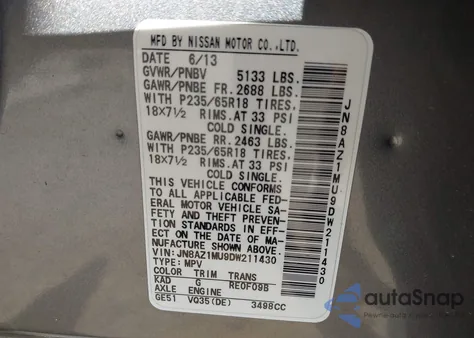 MFD BY NISSAN MOTOR CO.,LTD.
DATE 6/13
GVWR/PNBV 5133 LBS.
GAWR/PNBE FR. 2688 LBS.
WITH P235/65R18 TIRES,
18X7½ RIMS.AT 33 PSI
COLD SINGLE.
GAWR/PNBE RR. 2463 LBS.
WITH P235/65R18 TIRES,
18X7½ RIMS.AT 33 PSI
COLD SINGLE.
THIS VEHICLE CONFORMS
TO ALL APPLICABLE FED-
ERAL MOTOR VEHICLE SA-
FETY AND THEFT PREVEN-
TION STANDARDS IN EFF-
ECT ON THE DATE OF MA-
NUFACTURE SHOWN ABOVE.
VIN: JN8AZ1MU9DW211430
TYPE: MPV
COLOR TRIM TRANS
KAD G RE0F09B
AXLE ENGINE
GE51 VQ35(DE) 3498CC
JN8AZ1MU9DW211430
autoSnap
Powered by AutoBidMaster